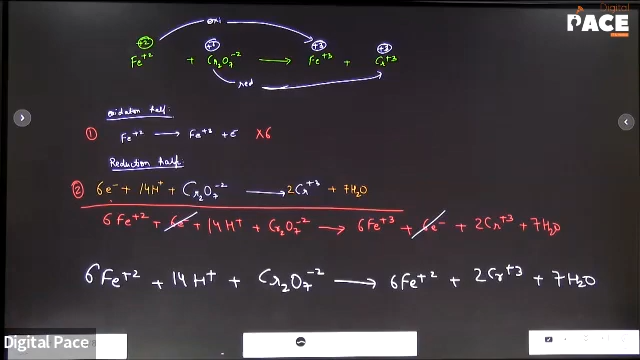 Digital
PACE
oxi
+2 +3 +3
Fe⁺² + Cr₂O₇⁻² → Fe⁺³ + Cr⁺³
red
Oxidation half:
① Fe⁺² → Fe⁺³ + e⁻ X6
Reduction half:
② 6e⁻ + 14H⁺ + Cr₂O₇⁻² → 2Cr⁺³ + 7H₂O
6Fe⁺² + 6e⁻ + 14H⁺ + Cr₂O₇⁻² → 6Fe⁺³ + 6e⁻ + 2Cr⁺³ + 7H₂O
6Fe⁺² + 14H⁺ + Cr₂O₇⁻² → 6Fe⁺² + 2Cr⁺³ + 7H₂O
Digital Pace